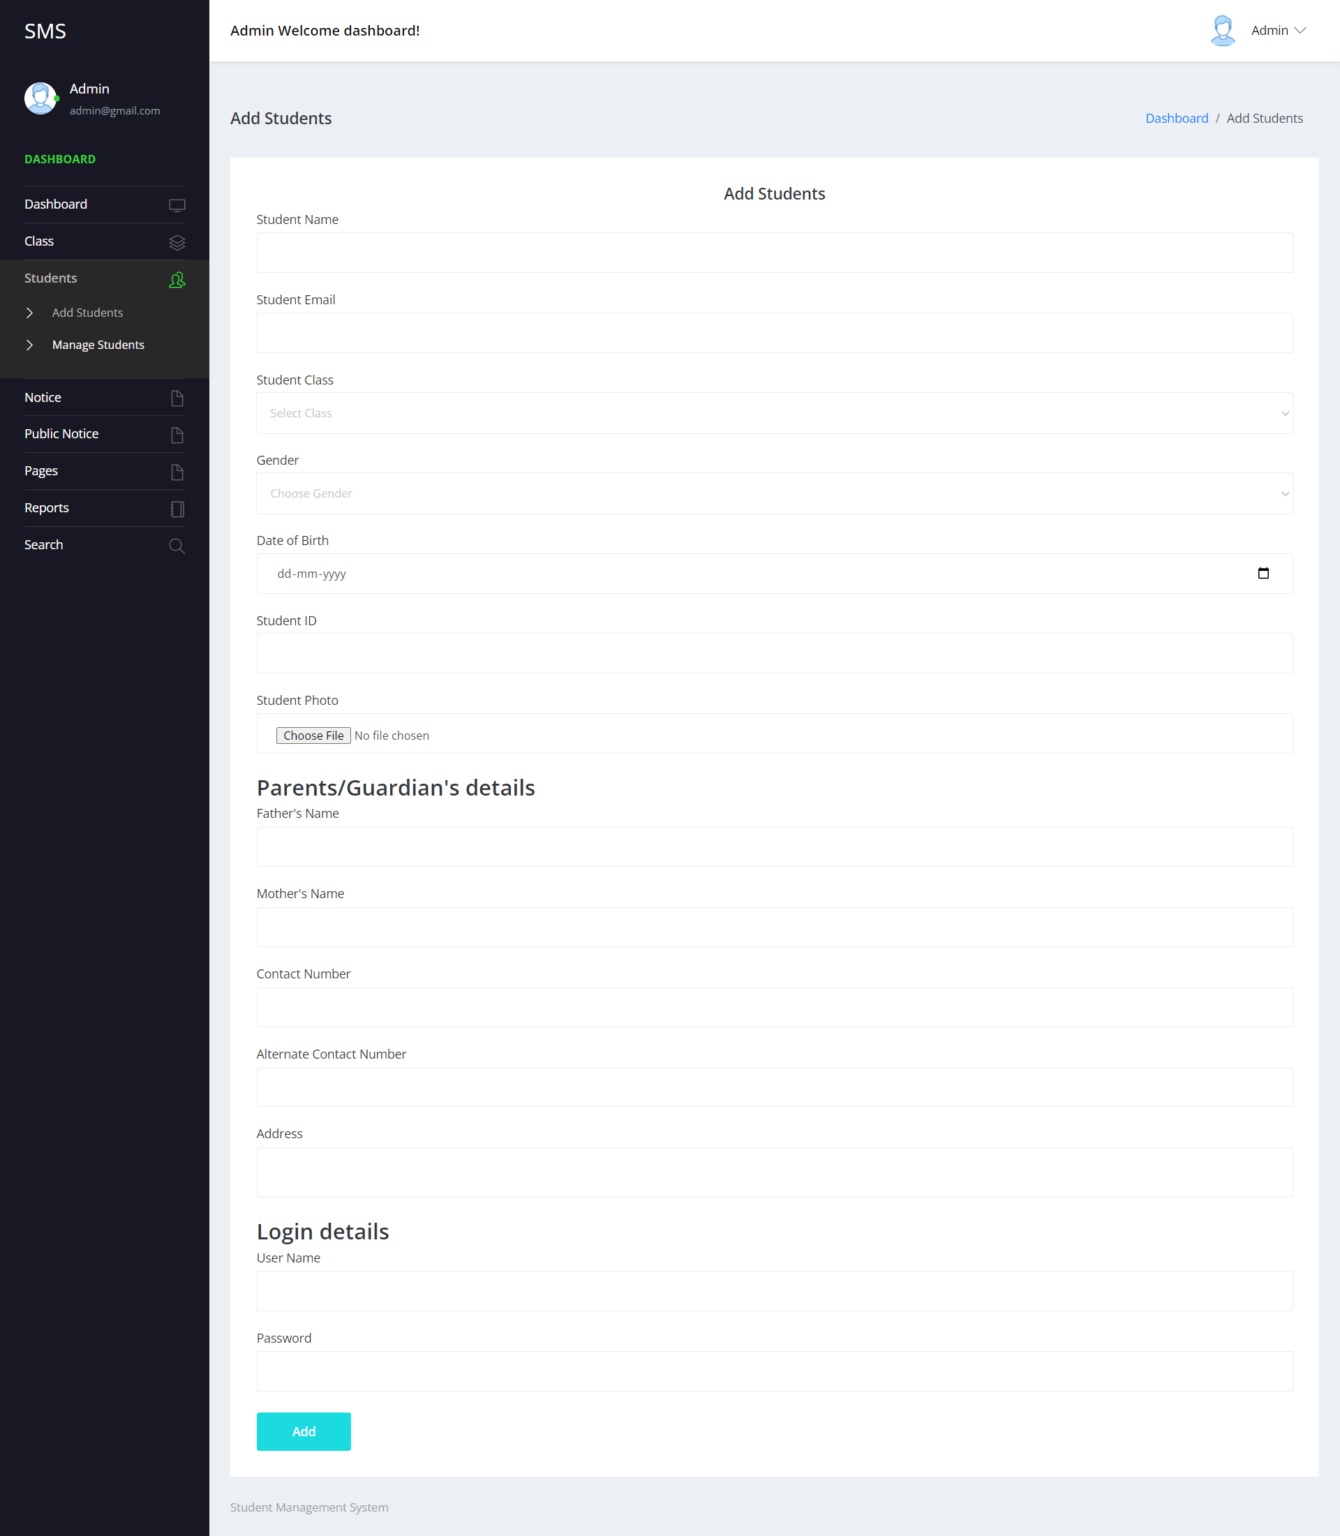 SMS
Admin
admin@gmail.com
DASHBOARD
Dashboard
Class
Students
Add Students
Manage Students
Notice
Public Notice
Pages
Reports
Search
Admin Welcome dashboard!
Admin
Add Students
Dashboard / Add Students
Add Students
Student Name
Student Email
Student Class
Select Class
Gender
Choose Gender
Date of Birth
dd-mm-yyyy
Student ID
Student Photo
Choose File No file chosen
Parents/Guardian's details
Father's Name
Mother's Name
Contact Number
Alternate Contact Number
Address
Login details
User Name
Password
Add
Student Management System